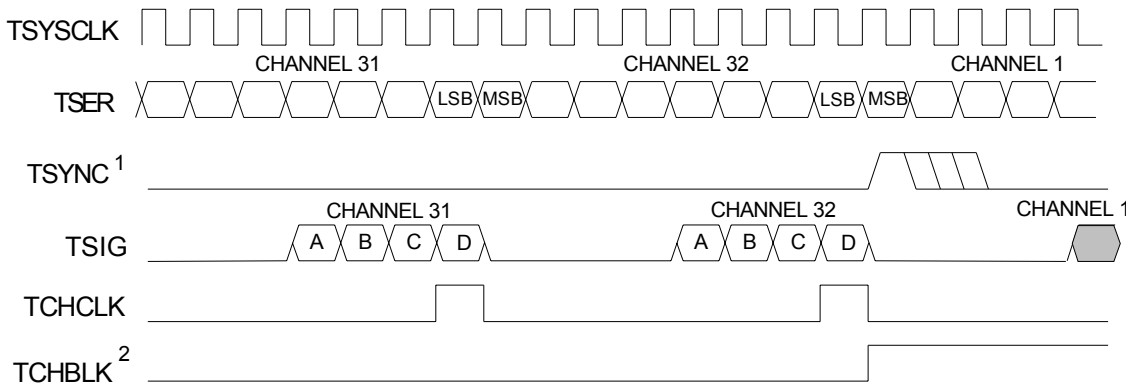 TSYSCLK
CHANNEL 31 CHANNEL 32 CHANNEL 1
TSER LSB MSB LSB MSB
TSYNC 1
CHANNEL 31 CHANNEL 32 CHANNEL 1
TSIG A B C D A B C D
TCHCLK
TCHBLK 2